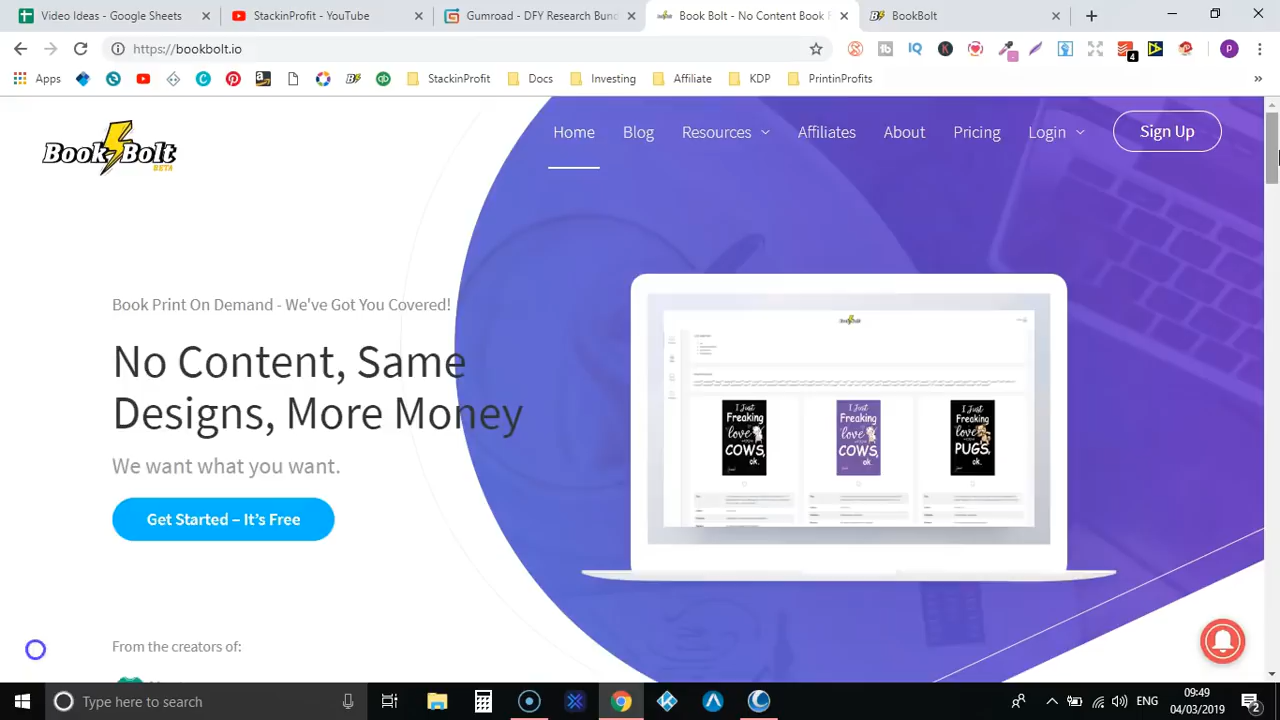 Video Ideas - Google Sheets
StackinProfit - YouTube
Gumroad - DFY Research Bun
Book Bolt - No Content Book
BookBolt
https://bookbolt.io
4
Apps
StackinProfit
Docs
Investing
Affiliate
KDP
PrintinProfits
Book Bolt
BETA
Home
Blog
Resources
Affiliates
About
Pricing
Login
Sign Up
Book Print On Demand - We've Got You Covered!
No Content, Same
Designs, More Money
We want what you want.
Get Started – It's Free
I Just
Freaking
love
COWS,
ok.
I Just
Freaking
love
COWS,
ok.
I Just
Freaking
love
PUGS,
ok.
From the creators of:
Type here to search
ENG
09:49
04/03/2019
2